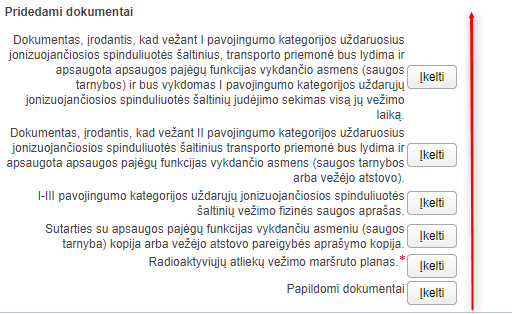 Pridedami dokumentai
Dokumentas, įrodantis, kad vežant I pavojingumo kategorijos uždaruosius
jonizuojančiosios spinduliuotės šaltinius, transporto priemonė bus lydima ir
apsaugota apsaugos pajėgų funkcijas vykdančio asmens (saugos
tarnybos) ir bus vykdomas I pavojingumo kategorijos uždarųjų
jonizuojančiosios spinduliuotės šaltinių judėjimo sekimas visą jų vežimo
laiką.
Įkelti
Dokumentas, įrodantis, kad vežant II pavojingumo kategorijos uždaruosius
jonizuojančiosios spinduliuotės šaltinius transporto priemonė bus lydima ir
apsaugota apsaugos pajėgų funkcijas vykdančio asmens (saugos tarnybos
arba vežėjo atstovo).
Įkelti
I-III pavojingumo kategorijos uždarųjų jonizuojančiosios spinduliuotės
šaltinių vežimo fizinės saugos aprašas.
Įkelti
Sutarties su apsaugos pajėgų funkcijas vykdančiu asmeniu (saugos
tarnyba) kopija arba vežėjo atstovo pareigybės aprašymo kopija.
Įkelti
Radioaktyviųjų atliekų vežimo maršruto planas.*
Įkelti
Papildomi dokumentai
Įkelti